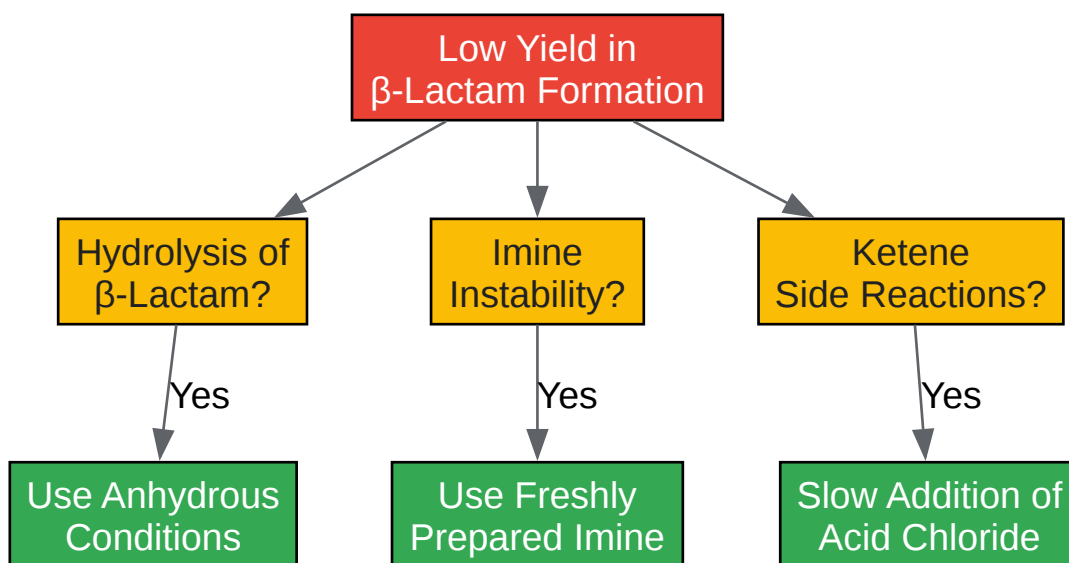 Low Yield in
β-Lactam Formation
Hydrolysis of
β-Lactam?
Imine
Instability?
Ketene
Side Reactions?
Yes
Yes
Yes
Use Anhydrous
Conditions
Use Freshly
Prepared Imine
Slow Addition of
Acid Chloride